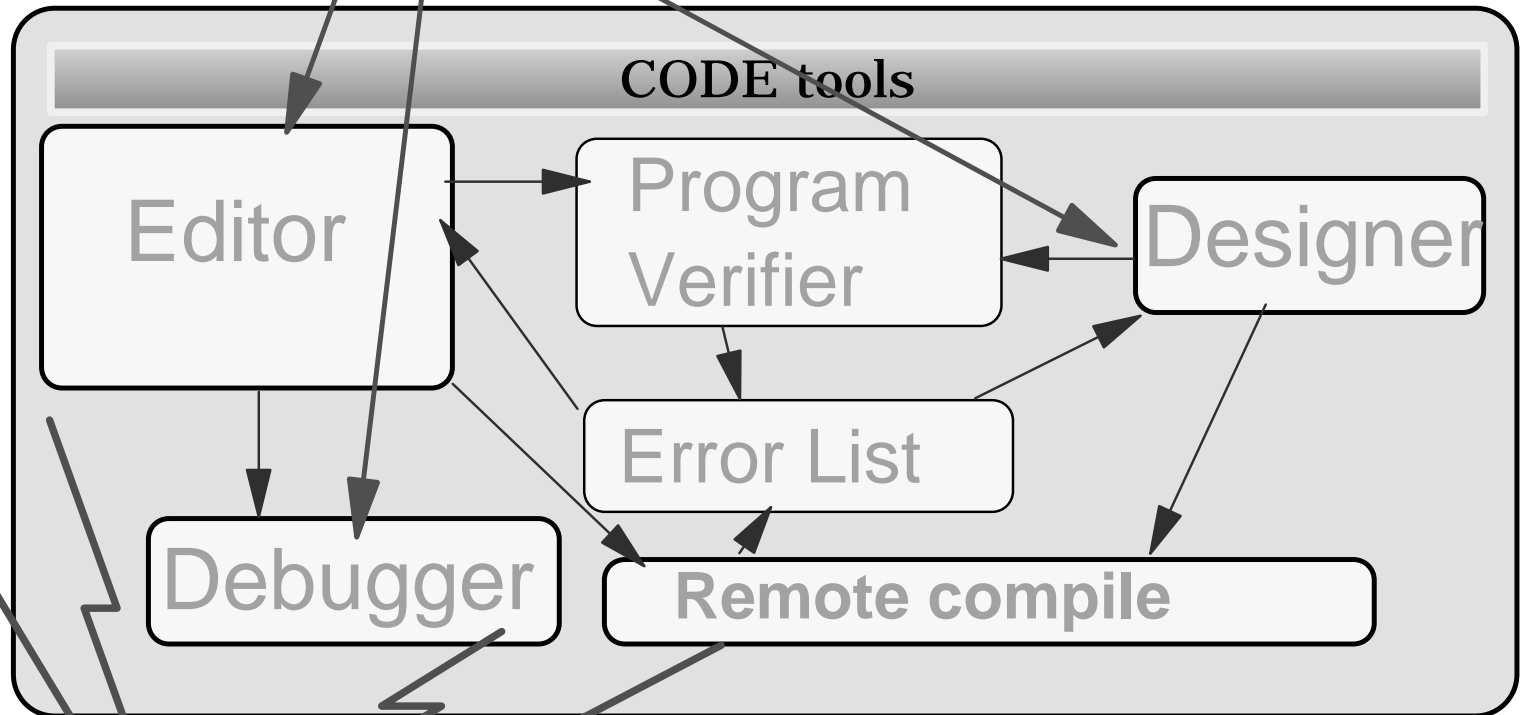 CODE tools
Editor
Program
Verifier
Designer
Error List
Debugger
Remote compile